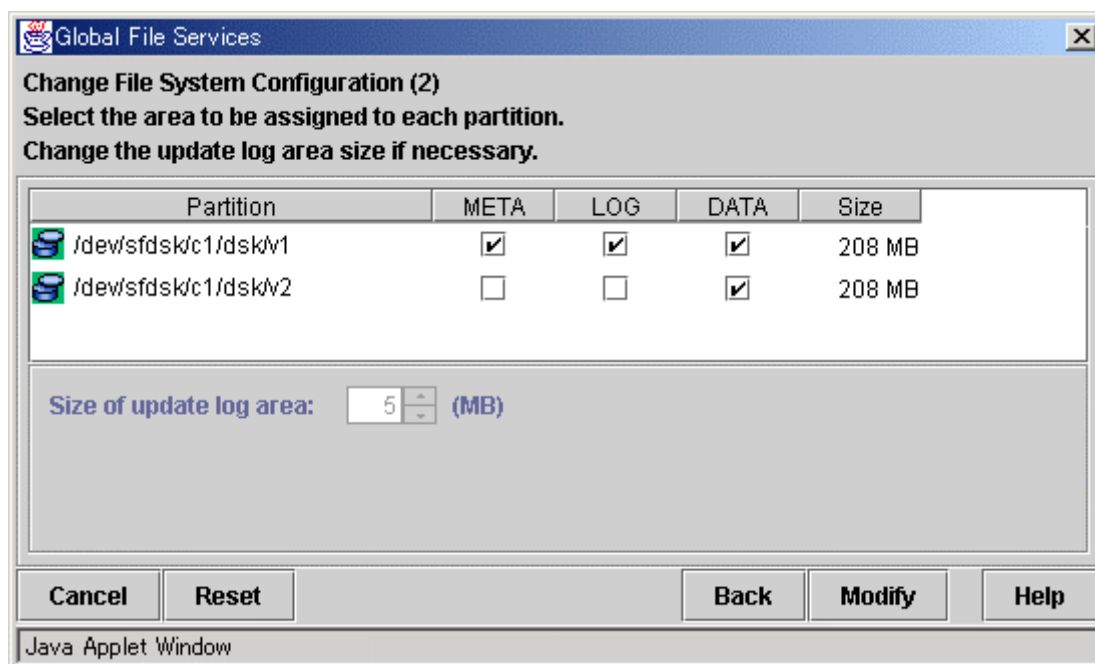 Global File Services
Change File System Configuration (2)
Select the area to be assigned to each partition.
Change the update log area size if necessary.
Partition META LOG DATA Size
/dev/sfdsk/c1/dsk/v1 208 MB
/dev/sfdsk/c1/dsk/v2 208 MB
Size of update log area: 5 (MB)
Cancel Reset Back Modify Help
Java Applet Window